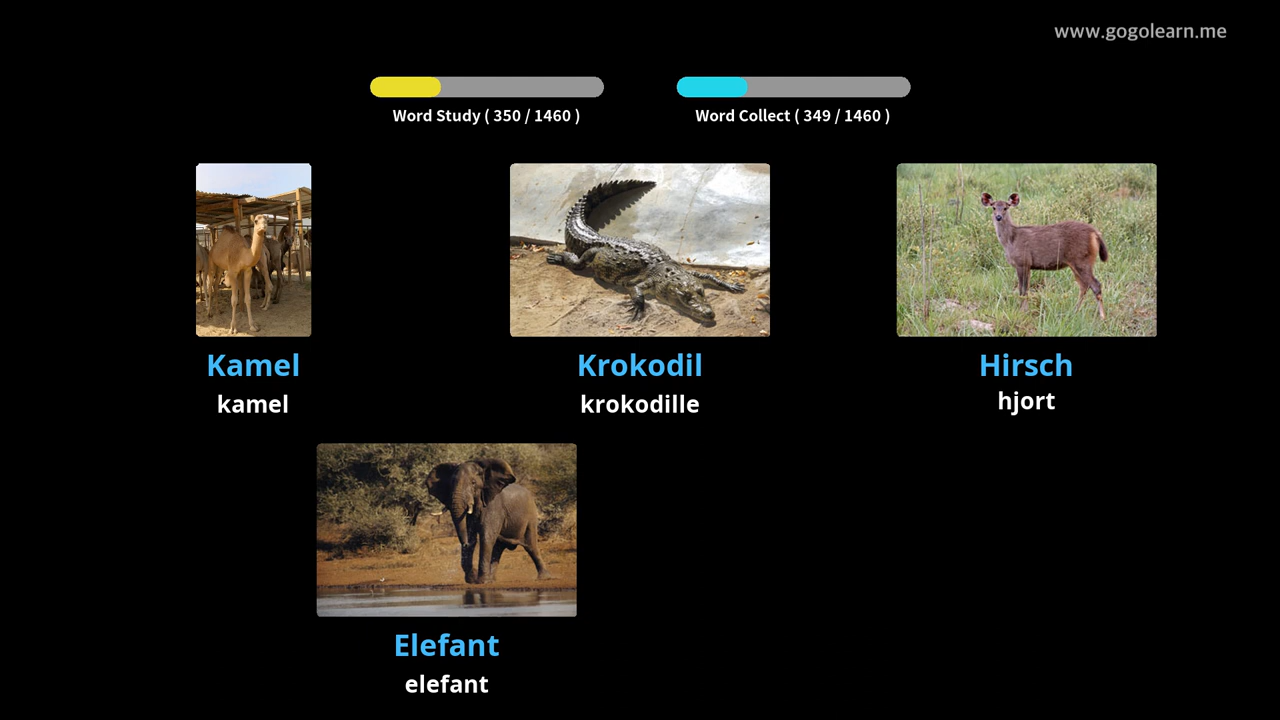 www.gogolearn.me
Word Study ( 350 / 1460 )
Word Collect ( 349 / 1460 )
Kamel
kamel
Krokodil
krokodille
Hirsch
hjort
Elefant
elefant